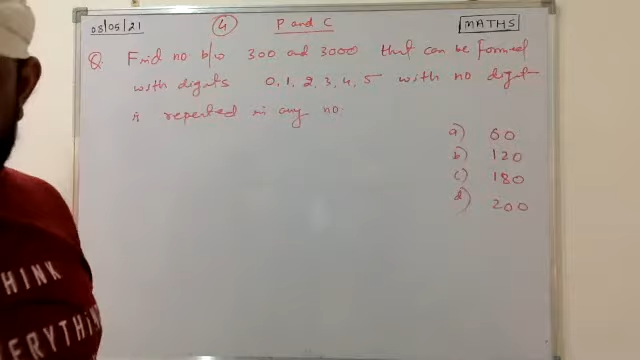 08/05/21
4
P and C
MATHS
Q. Find no b/w 300 and 3000 that can be formed
with digits 0, 1, 2, 3, 4, 5 with no digit
is repeated in any no.
a) 60
b) 120
c) 180
d) 200
THINK
ERYTHIN